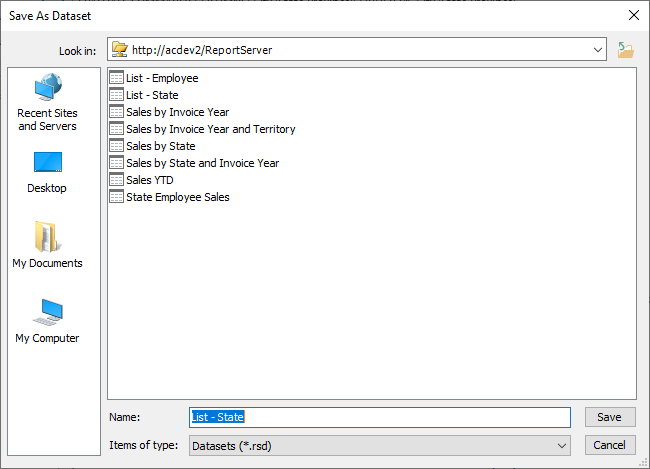 Save As Dataset
Look in:
http://acdev2/ReportServer
Recent Sites
and Servers
Desktop
My Documents
My Computer
List - Employee
List - State
Sales by Invoice Year
Sales by Invoice Year and Territory
Sales by State
Sales by State and Invoice Year
Sales YTD
State Employee Sales
Name:
List - State
Save
Items of type:
Datasets (*.rsd)
Cancel